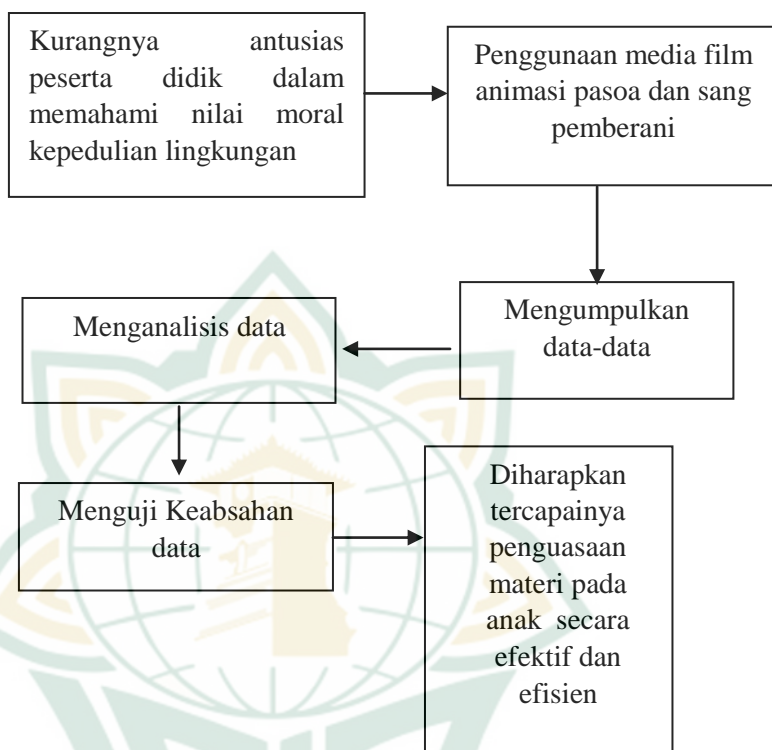 Kurangnya antusias
peserta didik dalam
memahami nilai moral
kepedulian lingkungan
Penggunaan media film
animasi pasoa dan sang
pemberani
Mengumpulkan
data-data
Menganalisis data
Menguji Keabsahan
data
Diharapkan
tercapainya
penguasaan
materi pada
anak secara
efektif dan
efisien